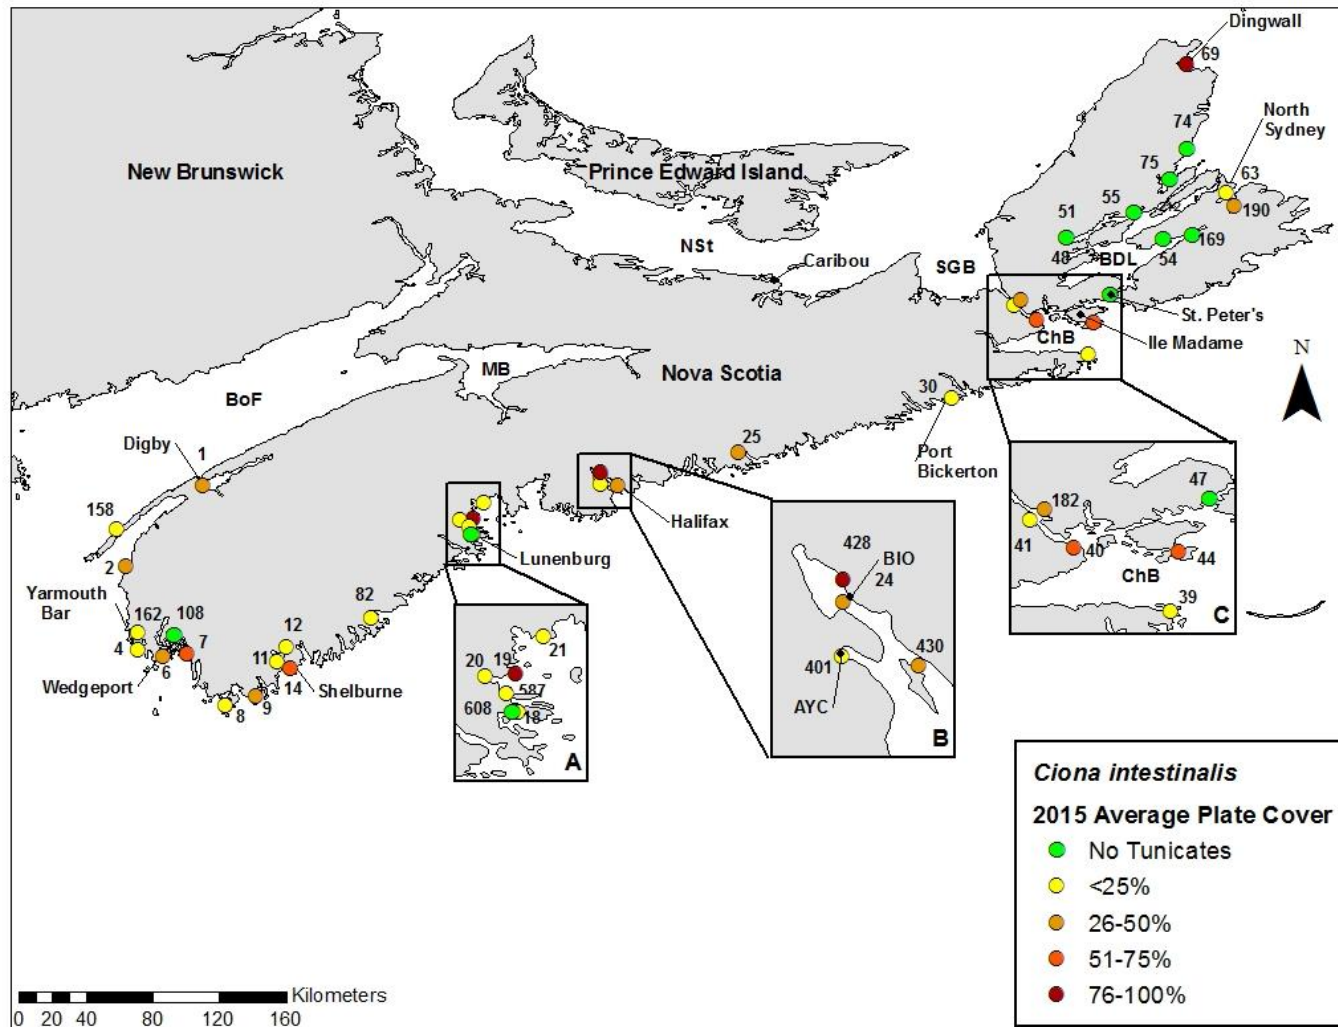 Dingwall
69
North
Sydney
74
New Brunswick
Prince Edward Island
75
63
55
190
51
NSt
169
48
BDL
54
Caribou
SGB
St. Peter's
Ile Madame
ChB
MB
Nova Scotia
N
BoF
30
Digby
1
25
Port
Bickerton
47
158
Halifax
182
428
BIO
24
41
40
44
Lunenburg
ChB
2
Yarmouth
Bar
82
39
162
108
12
C
4
7
11
21
430
6
20
19
401
Wedgeport
14
Shelburne
587
8
9
608
18
AYC
B
A
Ciona intestinalis
2015 Average Plate Cover
No Tunicates
<25%
26-50%
51-75%
76-100%
Kilometers
0 20 40 80 120 160